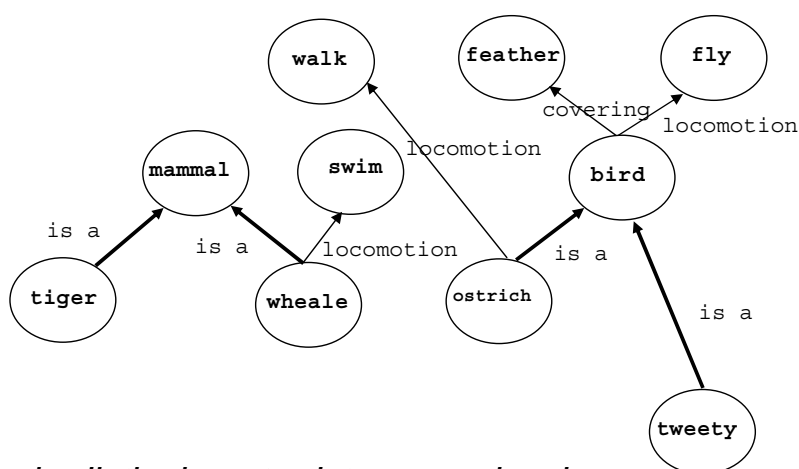 walk
feather
fly
covering
locomotion
locomotion
mammal
swim
bird
is a
is a
locomotion
is a
tiger
wheale
ostrich
is a
tweety